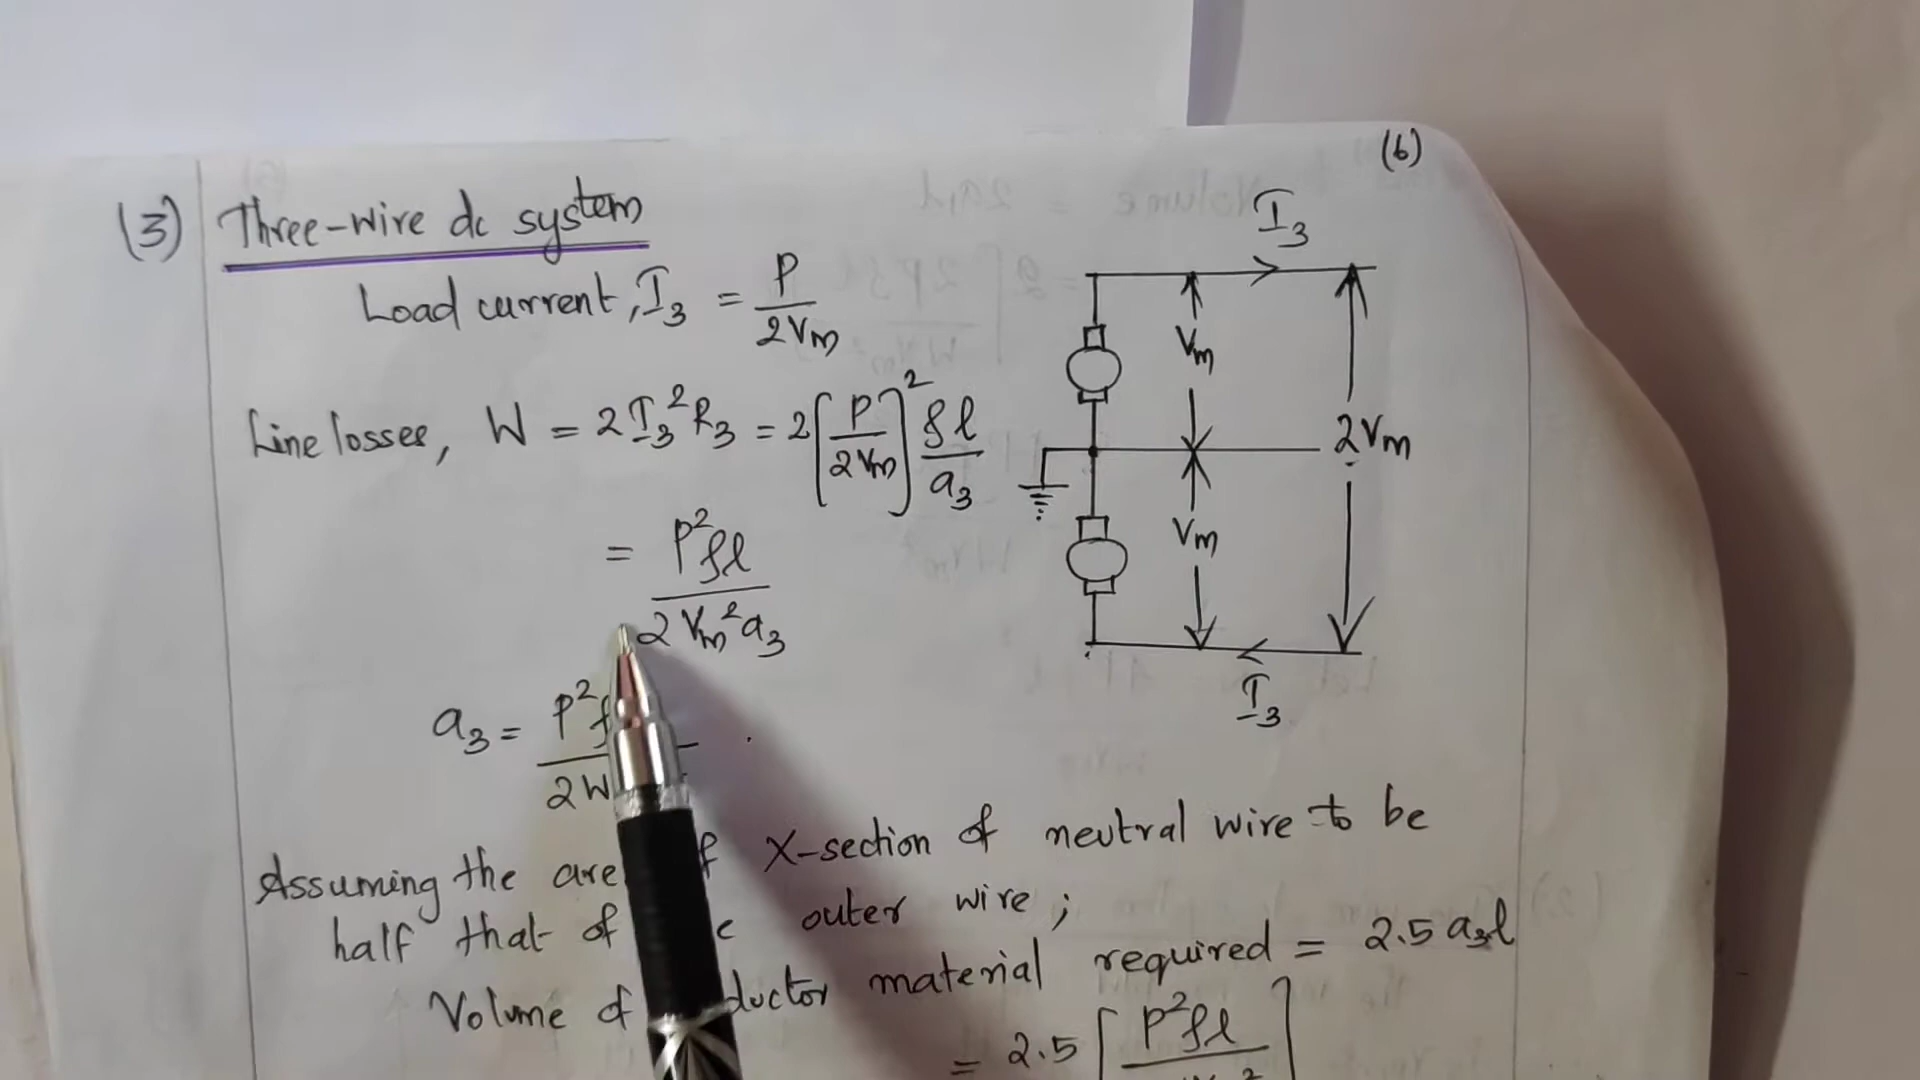 (6)
(3) Three-wire dc system
Load current, I₃ = P / 2Vm
Line losses, W = 2I₃²R₃ = 2[P / 2Vm]² ρl / a₃
= P²ρl / 2Vm²a₃
a₃ = P² / 2W
Assuming the are X-section of neutral wire to be
half that of outer wire ;
Volume of material required = 2.5 a₃l
= 2.5 [P²ρl
I₃
Vm
2Vm
Vm
I₃